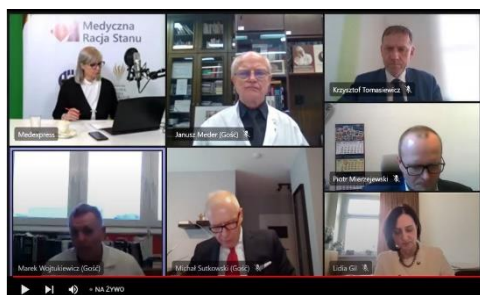 Medyczna
Racja Stanu
Medexpress
Janusz Meder (Gość)
Krzysztof Tomasiewicz
Piotr Mierzejewski
Marek Wojtukiewicz (Gość)
Michał Sutkowski (Gość)
Lidia Gil
• NA ŻYWO